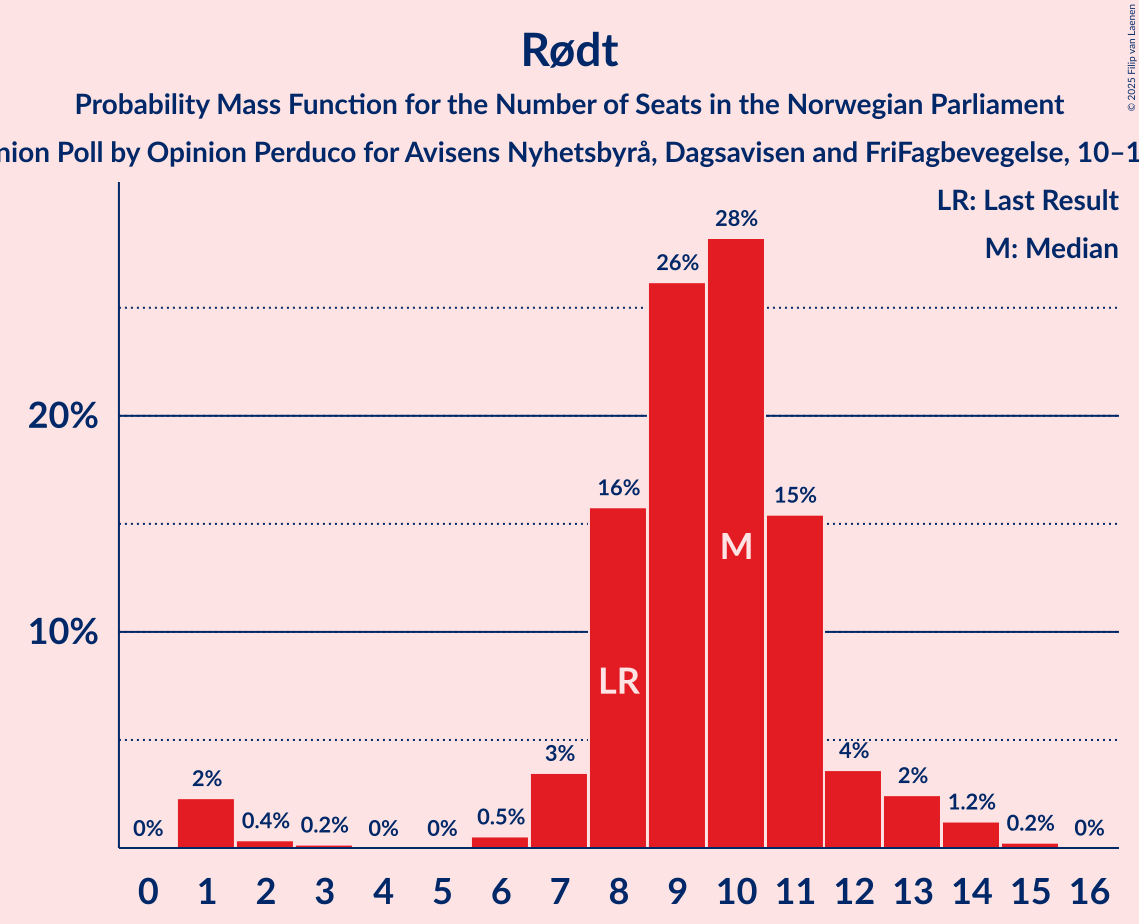 Rødt
Probability Mass Function for the Number of Seats in the Norwegian Parliament
Poll by Opinion Perduco for Avisens Nyhetsbyrå, Dagsavisen and FriFagbevegelse,
© 2025 Filip van Laenen
LR: Last Result
M: Median
28%
26%
20%
16%
15%
M
10%
LR
4%
3%
2%
2%
1.2%
0.5%
0.4%
0.2%
0.2%
0%
0%
0%
0%
0 1 2 3 4 5 6 7 8 9 10 11 12 13 14 15 16